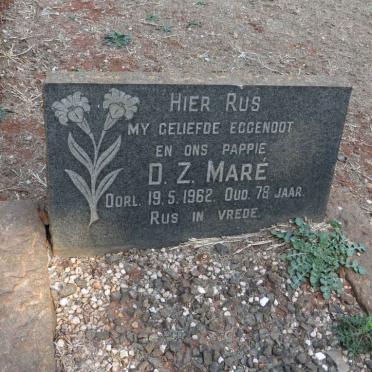 HIER RUS
MY GELIEFDE EGGENOOT
EN ONS PAPPIE
D. Z. MARÉ
OORL. 19.5.1962. OUD. 78 JAAR.
RUS IN VREDE.